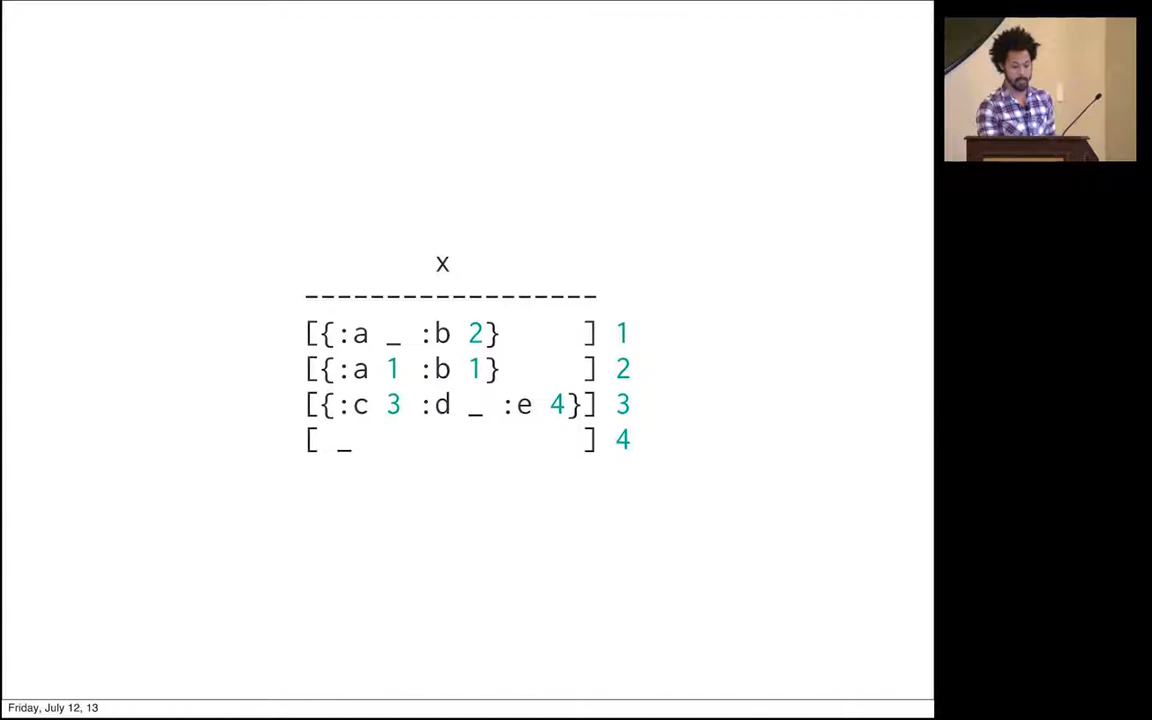 x
------------------
[{:a _ :b 2}     ] 1
[{:a 1 :b 1}     ] 2
[{:c 3 :d _ :e 4}] 3
[ _              ] 4
Friday, July 12, 13